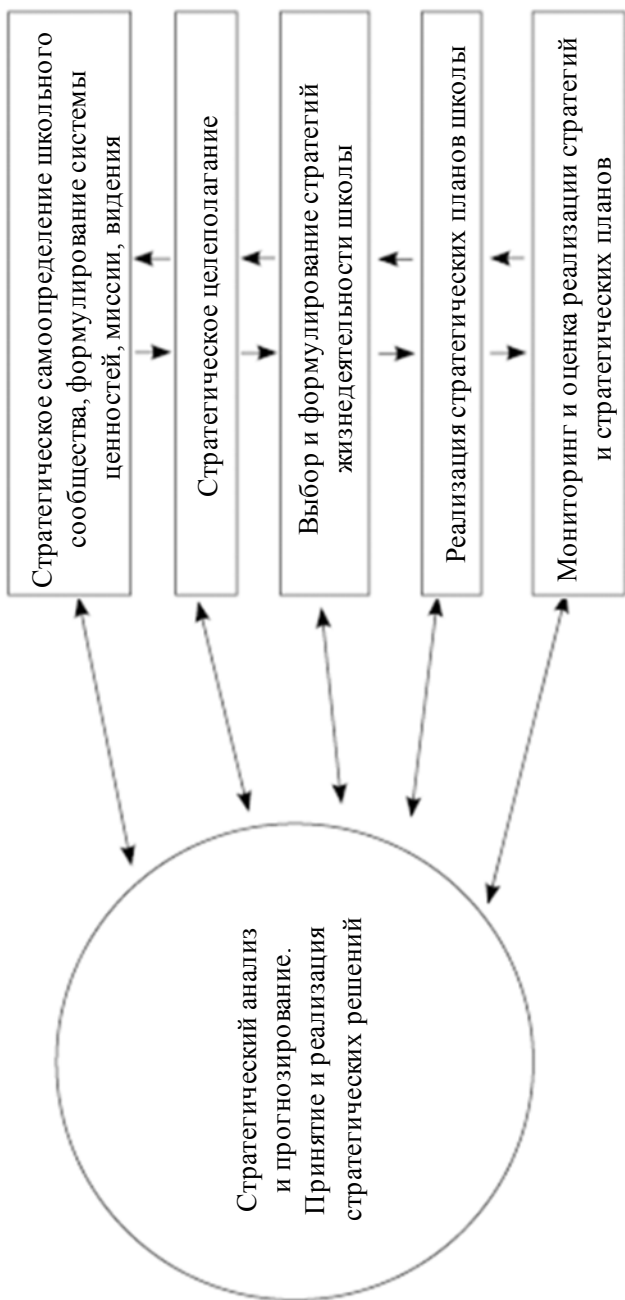 Стратегический анализ
и прогнозирование.
Принятие и реализация
стратегических решений
Стратегическое самоопределение школьного
сообщества, формулирование системы
ценностей, миссии, видения
Стратегическое целеполагание
Выбор и формулирование стратегий
жизнедеятельности школы
Реализация стратегических планов школы
Мониторинг и оценка реализации стратегий
и стратегических планов